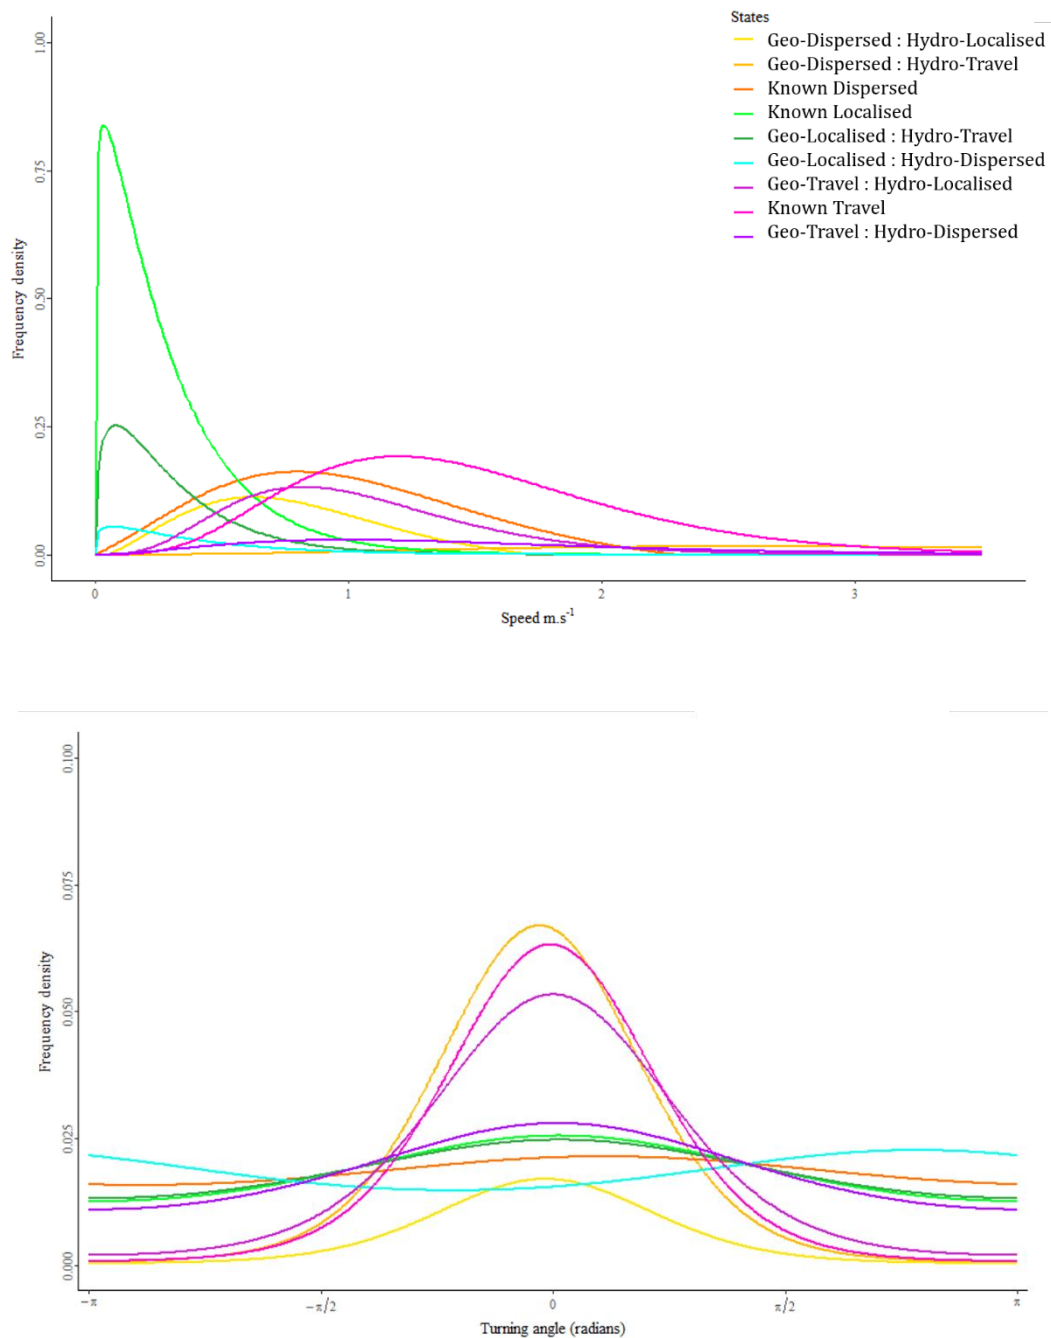 States
Geo-Dispersed : Hydro-Localised
Geo-Dispersed : Hydro-Travel
Known Dispersed
Known Localised
Geo-Localised : Hydro-Travel
Geo-Localised : Hydro-Dispersed
Geo-Travel : Hydro-Localised
Known Travel
Geo-Travel : Hydro-Dispersed
Frequency density
1.00
0.75
0.50
0.25
0.00
0 1 2 3
Speed m.s-1
Frequency density
0.100
0.075
0.050
0.025
0.000
−π −π/2 0 π/2 π
Turning angle (radians)